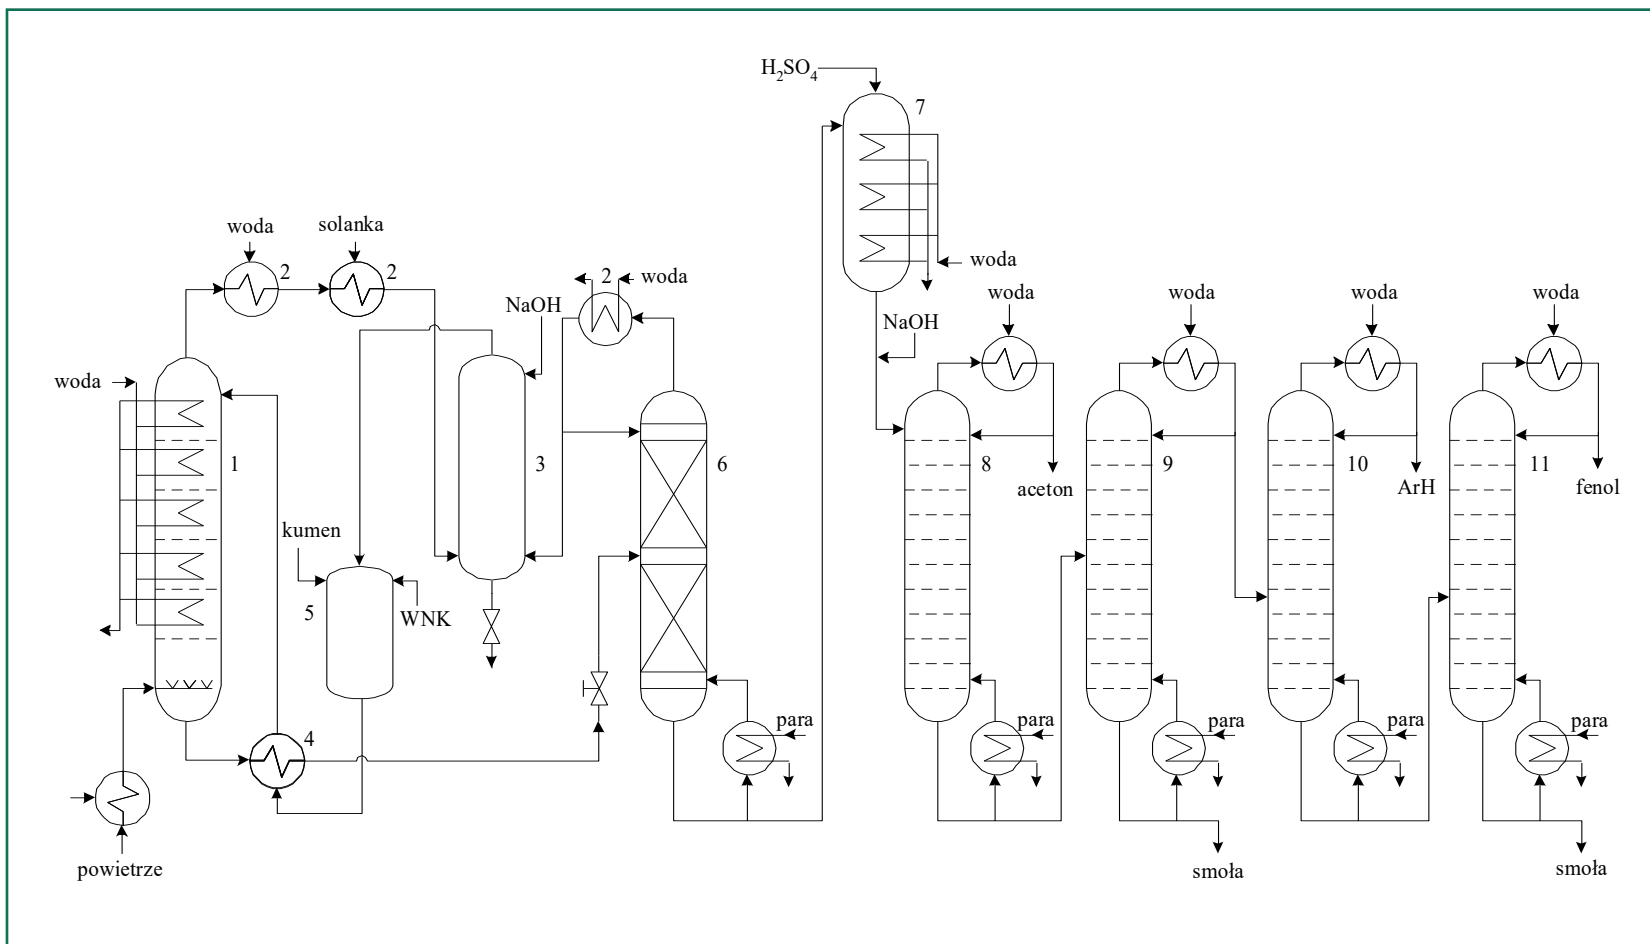 H₂SO₄
7
woda
NaOH
woda
solanka
2
2
2
woda
NaOH
woda
woda
woda
woda
woda
1
3
6
8
9
10
11
aceton
ArH
fenol
kumen
5
WNK
4
para
para
para
para
para
powietrze
smoła
smoła